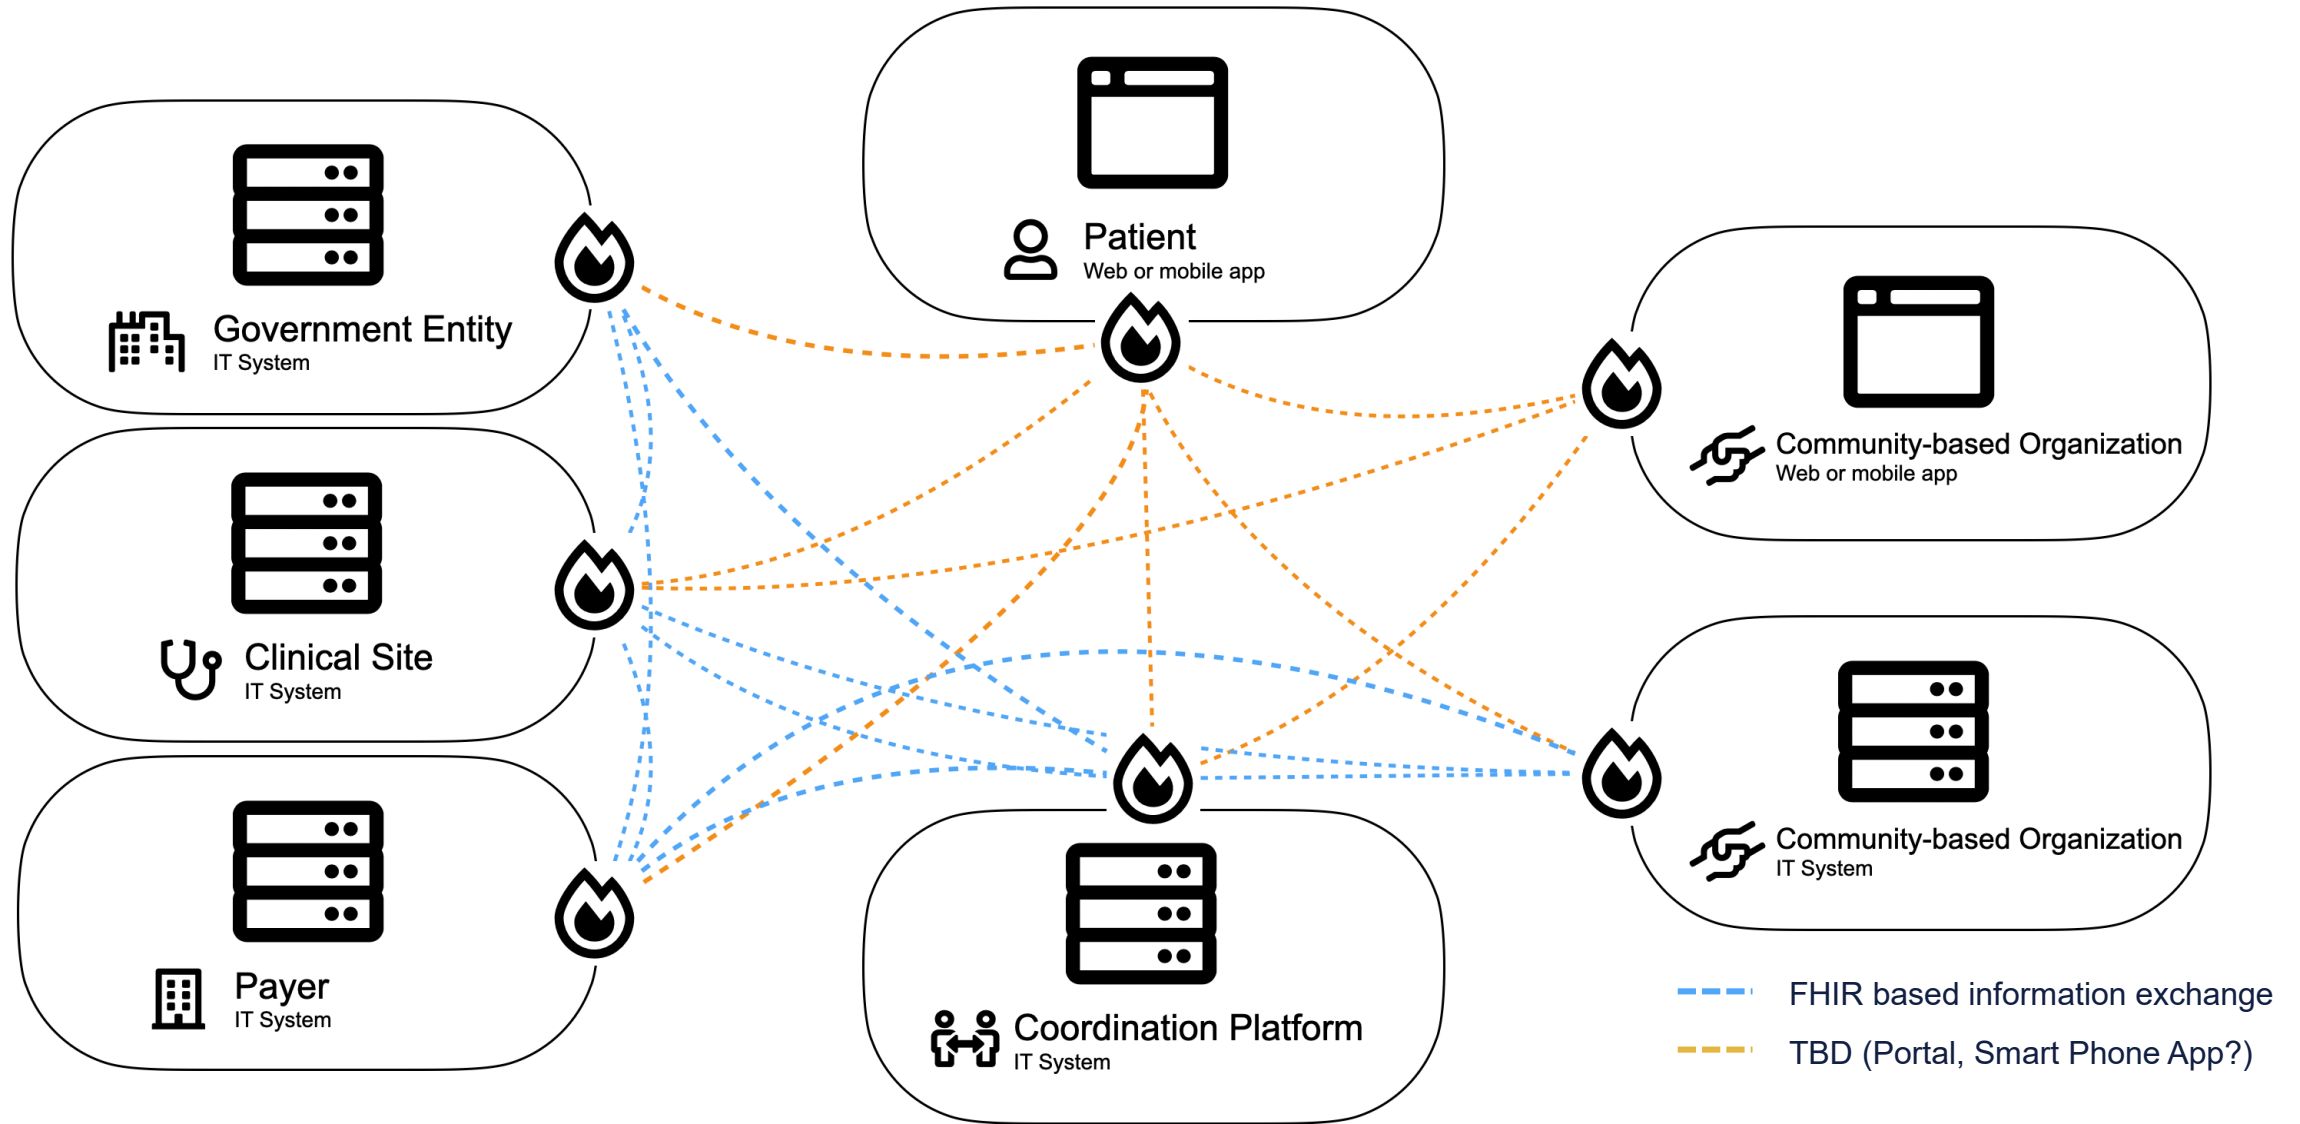 Patient
Web or mobile app
Government Entity
IT System
Community-based Organization
Web or mobile app
Clinical Site
IT System
Community-based Organization
IT System
Payer
IT System
Coordination Platform
IT System
FHIR based information exchange
TBD (Portal, Smart Phone App?)